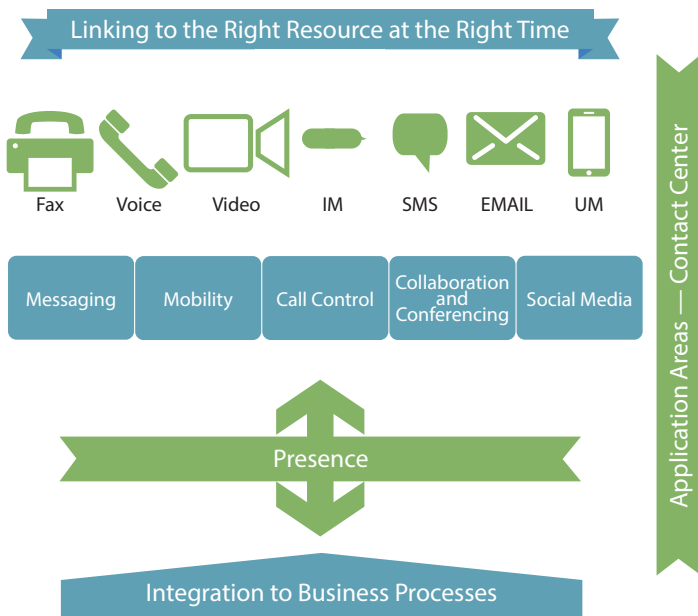 Linking to the Right Resource at the Right Time
Fax
Voice
Video
IM
SMS
EMAIL
UM
Messaging
Mobility
Call Control
Collaboration
and
Conferencing
Social Media
Presence
Integration to Business Processes
Application Areas — Contact Center